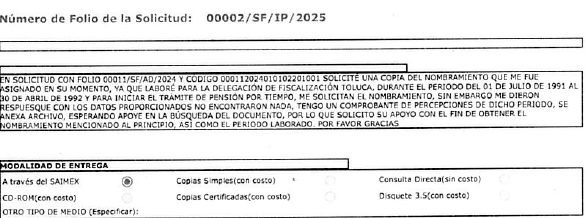 Número de Folio de la Solicitud: 00002/SF/IP/2025
EN SOLICITUD CON FOLIO 00011/SF/AD/2024 Y CODIGO 000112024010102201001 SOLICITÉ UNA COPIA DEL NOMBRAMIENTO QUE ME FUE
ASIGNADO EN SU MOMENTO, YA QUE LABORÉ PARA LA DELEGACIÓN DE FISCALIZACIÓN TOLUCA, DURANTE EL PERIODO DEL 01 DE JULIO DE 1991 AL
30 DE ABRIL DE 1992 Y PARA INICIAR EL TRÁMITE DE PENSIÓN POR TIEMPO, ME SOLICITAN EL NOMBRAMIENTO, SIN EMBARGO ME DIERON
RESPUESQUE CON LOS DATOS PROPORCIONADOS NO ENCONTRARON NADA, TENGO UN COMPROBANTE DE PERCEPCIONES DE DICHO PERIODO, SE
ANEXA ARCHIVO, ESPERANDO APOYE EN LA BÚSQUEDA DEL DOCUMENTO, POR LO QUE SOLICITO SU APOYO CON EL FIN DE OBTENER EL
NOMBRAMIENTO MENCIONADO AL PRINCIPIO, ASÍ COMO EL PERIODO LABORADO. POR FAVOR GRACIAS
MODALIDAD DE ENTREGA
A través del SAIMEX Copias Simples(con costo) Consulta Directa(sin costo)
CD-ROM(con costo) Copias Certificadas(con costo) Disquete 3.5(con costo)
OTRO TIPO DE MEDIO (Especificar):